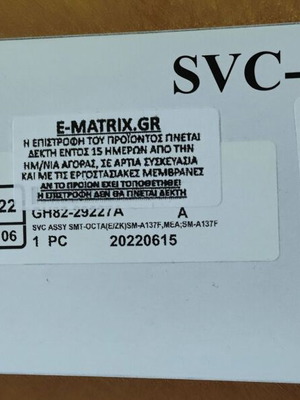 SVC-
E-MATRIX.GR
Η ΕΠΙΣΤΡΟΦΗ ΤΟΥ ΠΡΟΪΟΝΤΟΣ ΓΙΝΕΤΑΙ
ΔΕΚΤΗ ΕΝΤΟΣ 15 ΗΜΕΡΩΝ ΑΠΟ ΤΗΝ
ΗΜ/ΝΙΑ ΑΓΟΡΑΣ, ΣΕ ΑΡΤΙΑ ΣΥΣΚΕΥΑΣΙΑ
ΚΑΙ ΜΕ ΤΙΣ ΕΡΓΟΣΤΑΣΙΑΚΕΣ ΜΕΜΒΡΑΝΕΣ
ΑΝ ΤΟ ΠΡΟΙΟΝ ΕΧΕΙ ΤΟΠΟΘΕΤΗΘΕΙ
Η ΕΠΙΣΤΡΟΦΗ ΔΕΝ ΘΑ ΓΙΝΕΤΑΙ ΔΕΚΤΗ
22
06
GH82-29227A A
SVC ASSY SMT-OCTA(E/ZK)SM-A137F,MEA;SM-A137F
1 PC 20220615